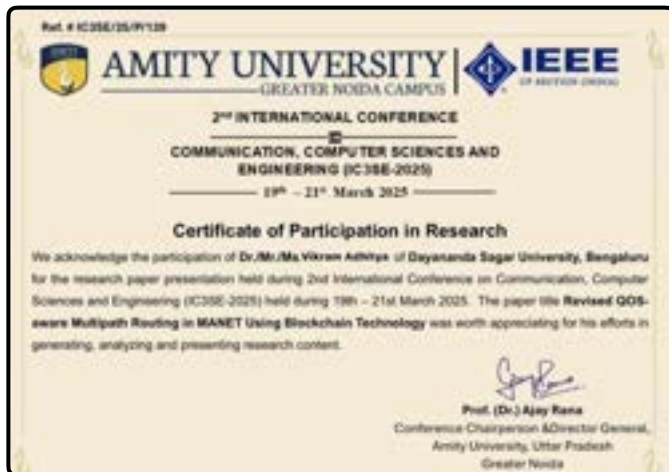 Ref. # IC3SE/25/P/139
AMITY UNIVERSITY
GREATER NOIDA CAMPUS
IEEE
UP SECTION (INDIA)
2nd INTERNATIONAL CONFERENCE
COMMUNICATION, COMPUTER SCIENCES AND
ENGINEERING (IC3SE-2025)
19th – 21st March 2025
Certificate of Participation in Research
We acknowledge the participation of Dr./Mr./Ms. Vikram Adhitya of Dayananda Sagar University, Bengaluru
for the research paper presentation held during 2nd International Conference on Communication, Computer
Sciences and Engineering (IC3SE-2025) held during 19th – 21st March 2025. The paper title Revised QOS-
aware Multipath Routing in MANET Using Blockchain Technology was worth appreciating for his efforts in
generating, analyzing and presenting research content.
Prof. (Dr.) Ajay Rana
Conference Chairperson &Director General,
Amity University, Uttar Pradesh
Greater Noida